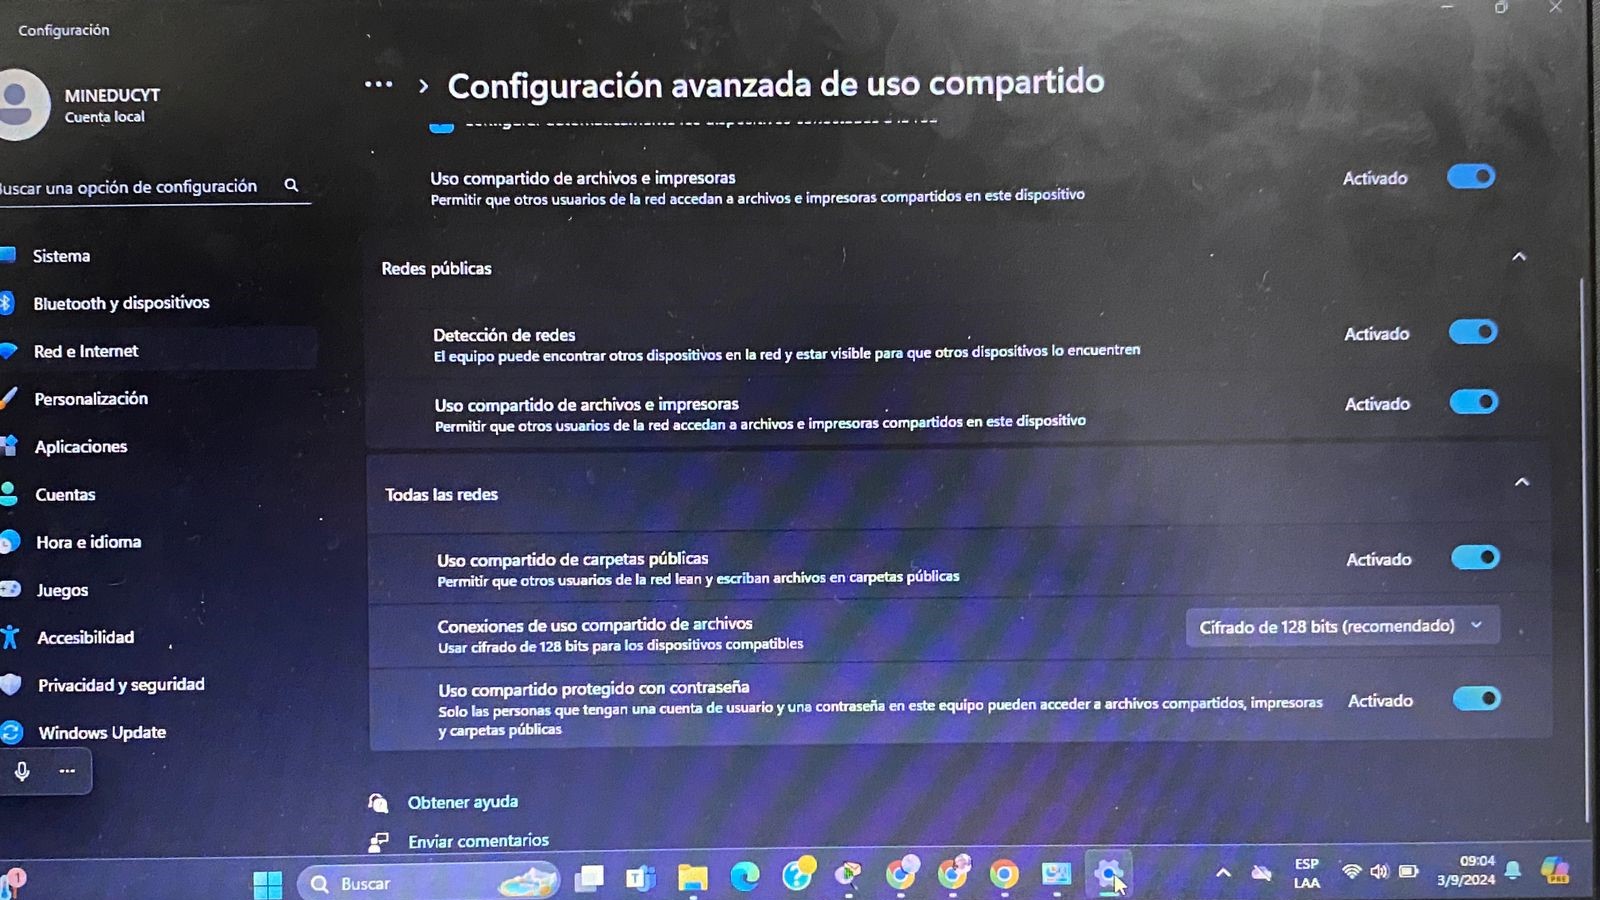 Configuración
MINEDUCYT
Cuenta local
Buscar una opción de configuración
Sistema
Bluetooth y dispositivos
Red e Internet
Personalización
Aplicaciones
Cuentas
Hora e idioma
Juegos
Accesibilidad
Privacidad y seguridad
Windows Update
... > Configuración avanzada de uso compartido
Uso compartido de archivos e impresoras
Permitir que otros usuarios de la red accedan a archivos e impresoras compartidos en este dispositivo
Activado
Redes públicas
Detección de redes
El equipo puede encontrar otros dispositivos en la red y estar visible para que otros dispositivos lo encuentren
Activado
Uso compartido de archivos e impresoras
Permitir que otros usuarios de la red accedan a archivos e impresoras compartidos en este dispositivo
Activado
Todas las redes
Uso compartido de carpetas públicas
Permitir que otros usuarios de la red lean y escriban archivos en carpetas públicas
Activado
Conexiones de uso compartido de archivos
Usar cifrado de 128 bits para los dispositivos compatibles
Cifrado de 128 bits (recomendado)
Uso compartido protegido con contraseña
Solo las personas que tengan una cuenta de usuario y una contraseña en este equipo pueden acceder a archivos compartidos, impresoras
y carpetas públicas
Activado
Obtener ayuda
Enviar comentarios
1
Buscar
ESP
LAA
09:04
3/9/2024
PRE